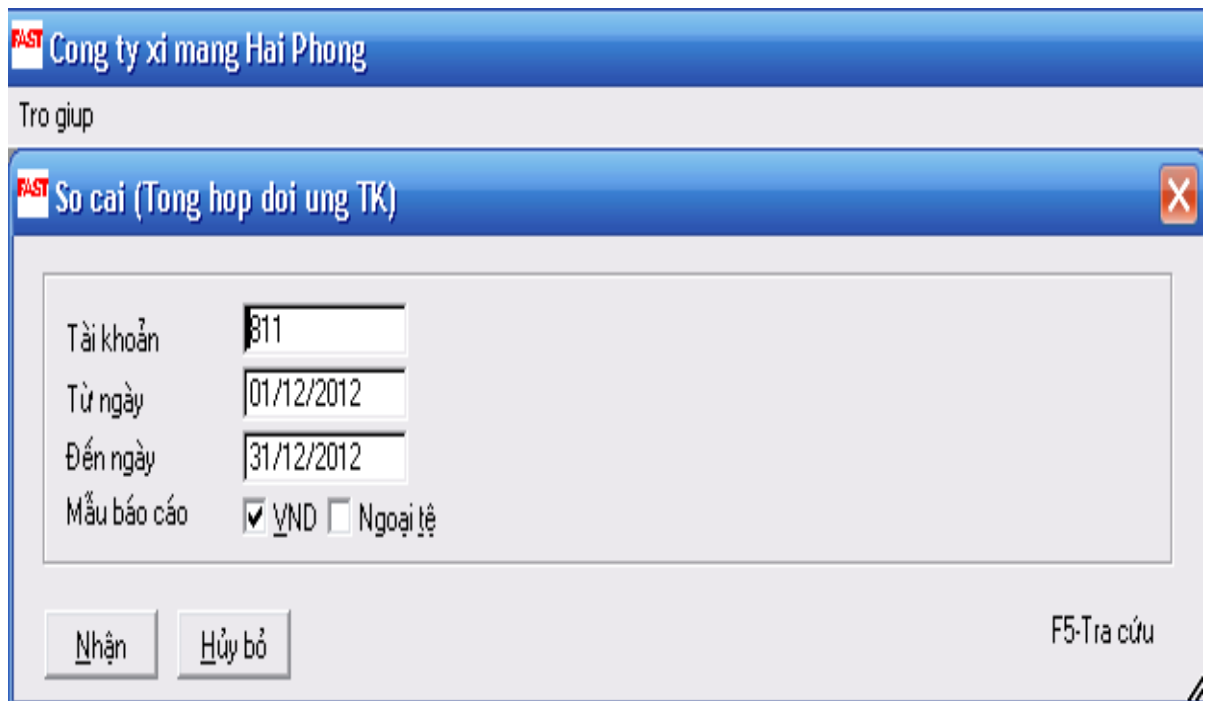 FAST Cong ty xi mang Hai Phong
Tro giup
FAST So cai (Tong hop doi ung TK)
Tài khoản 811
Từ ngày 01/12/2012
Đến ngày 31/12/2012
Mẫu báo cáo VND Ngoại tệ
Nhận Hủy bỏ F5-Tra cứu